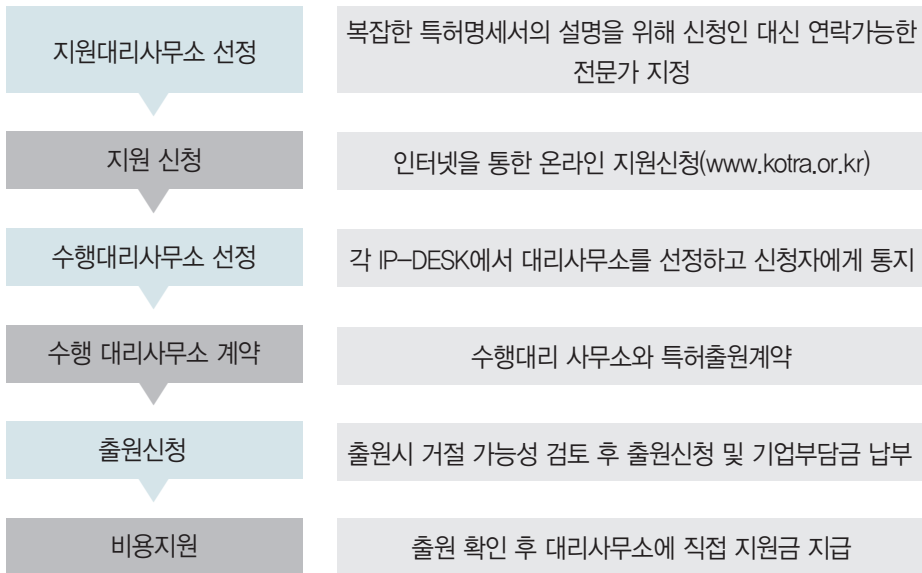 지원대리사무소 선정
복잡한 특허명세서의 설명을 위해 신청인 대신 연락가능한
전문가 지정
지원 신청
인터넷을 통한 온라인 지원신청(www.kotra.or.kr)
수행대리사무소 선정
각 IP-DESK에서 대리사무소를 선정하고 신청자에게 통지
수행 대리사무소 계약
수행대리 사무소와 특허출원계약
출원신청
출원시 거절 가능성 검토 후 출원신청 및 기업부담금 납부
비용지원
출원 확인 후 대리사무소에 직접 지원금 지급